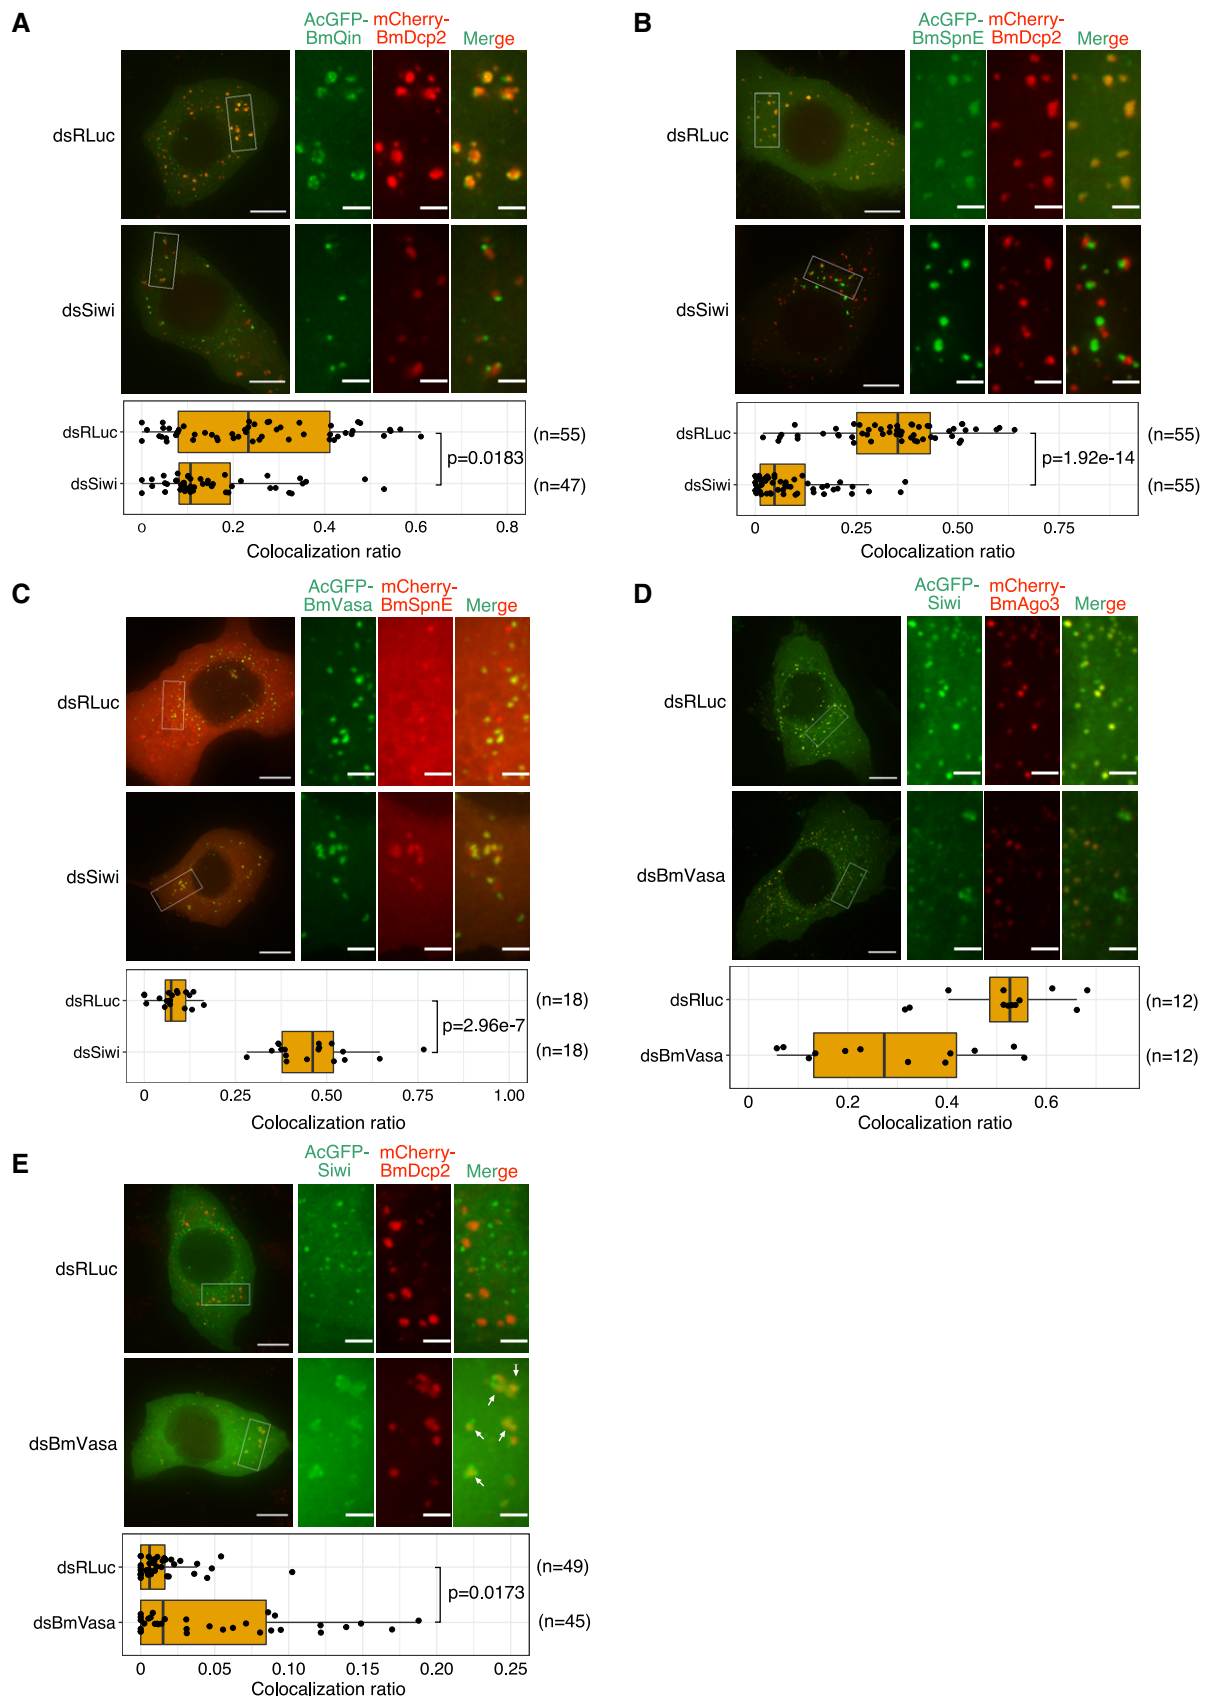 A
AcGFP-
BmQin
mCherry-
BmDcp2
Merge
dsRLuc
dsSiwi
dsRLuc
dsSiwi
(n=55)
(n=47)
p=0.0183
0 0.2 0.4 0.6 0.8
Colocalization ratio
B
AcGFP-
BmSpnE
mCherry-
BmDcp2
Merge
dsRLuc
dsSiwi
dsRLuc
dsSiwi
(n=55)
(n=55)
p=1.92e-14
0 0.25 0.50 0.75
Colocalization ratio
C
AcGFP-
BmVasa
mCherry-
BmSpnE
Merge
dsRLuc
dsSiwi
dsRLuc
dsSiwi
(n=18)
(n=18)
p=2.96e-7
0 0.25 0.50 0.75 1.00
Colocalization ratio
D
AcGFP-
Siwi
mCherry-
BmAgo3
Merge
dsRLuc
dsBmVasa
dsRluc
dsBmVasa
(n=12)
(n=12)
0 0.2 0.4 0.6
Colocalization ratio
E
AcGFP-
Siwi
mCherry-
BmDcp2
Merge
dsRLuc
dsBmVasa
dsRLuc
dsBmVasa
(n=49)
(n=45)
p=0.0173
0 0.05 0.10 0.15 0.20 0.25
Colocalization ratio